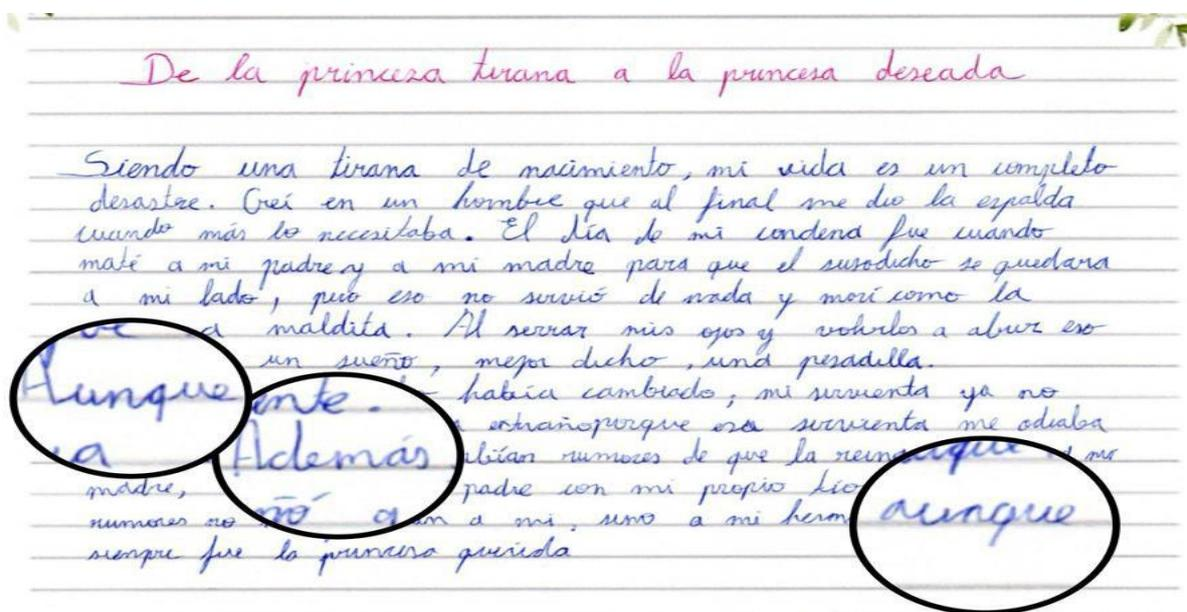 De la princesa tirana a la princesa deseada
Siendo una tirana de nacimiento, mi vida es un completo
desastre. Creí en un hombre que al final me dio la espalda
cuando más lo necesitaba. El día de mi condena fue cuando
maté a mi padre y a mi madre para que el susodicho se quedara
a mi lado, pero eso no sirvió de nada y morí como la
maldita. Al serrar mis ojos y volverlos a abrir eso
un sueño, mejor dicho, una pesadilla.
Aunque había cambiado, mi sirvienta ya no
extraño porque esa sirvienta me odiaba
Además rumores de que la reina
madre, padre con mi propio tío
rumores no a mi, sino a mi aunque
siempre fue la princesa querida